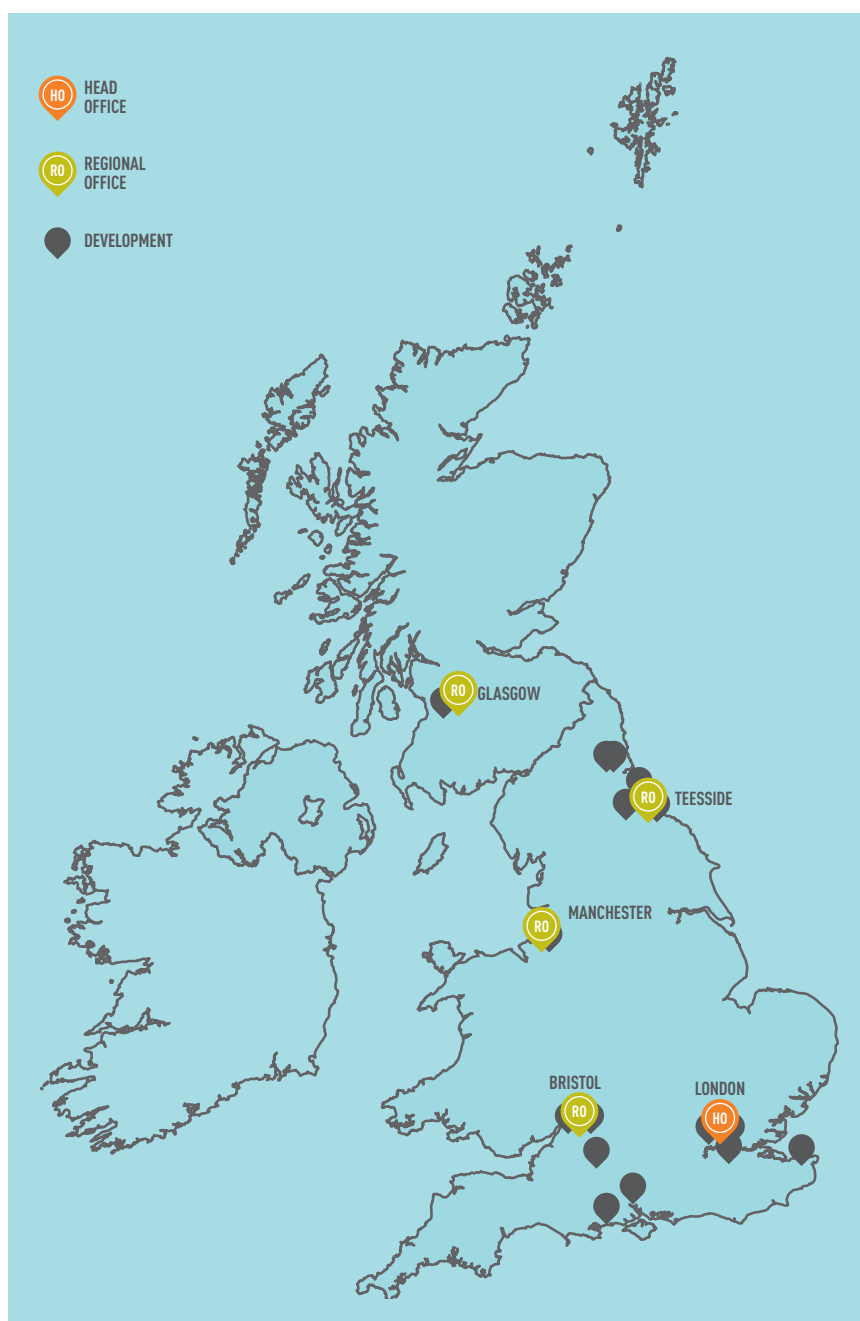 HO
HEAD
OFFICE
RO
REGIONAL
OFFICE
DEVELOPMENT
RO
GLASGOW
RO
TEESSIDE
RO
MANCHESTER
BRISTOL
RO
LONDON
HO